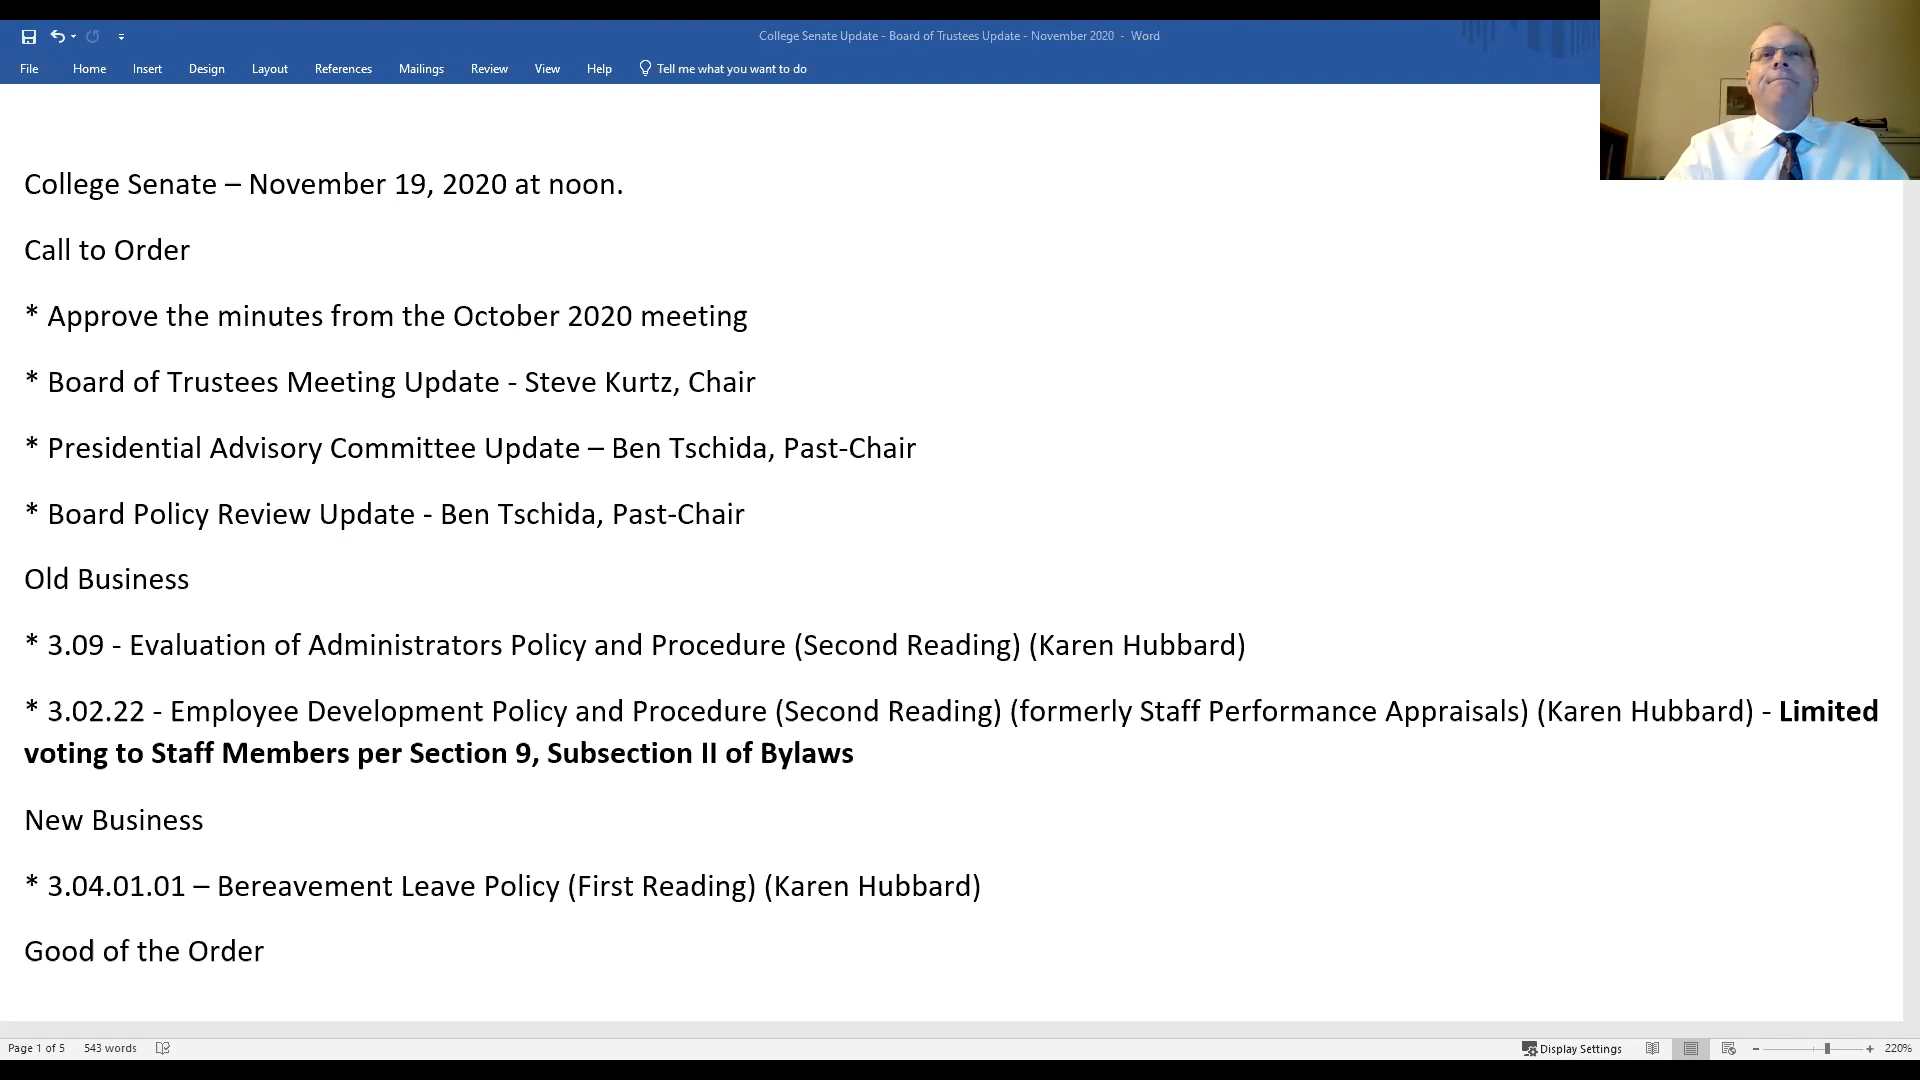 College Senate Update - Board of Trustees Update - November 2020 - Word
File Home Insert Design Layout References Mailings Review View Help Tell me what you want to do
College Senate – November 19, 2020 at noon.
Call to Order
* Approve the minutes from the October 2020 meeting
* Board of Trustees Meeting Update - Steve Kurtz, Chair
* Presidential Advisory Committee Update – Ben Tschida, Past-Chair
* Board Policy Review Update - Ben Tschida, Past-Chair
Old Business
* 3.09 - Evaluation of Administrators Policy and Procedure (Second Reading) (Karen Hubbard)
* 3.02.22 - Employee Development Policy and Procedure (Second Reading) (formerly Staff Performance Appraisals) (Karen Hubbard) - Limited
voting to Staff Members per Section 9, Subsection II of Bylaws
New Business
* 3.04.01.01 – Bereavement Leave Policy (First Reading) (Karen Hubbard)
Good of the Order
Page 1 of 5 543 words Display Settings 220%